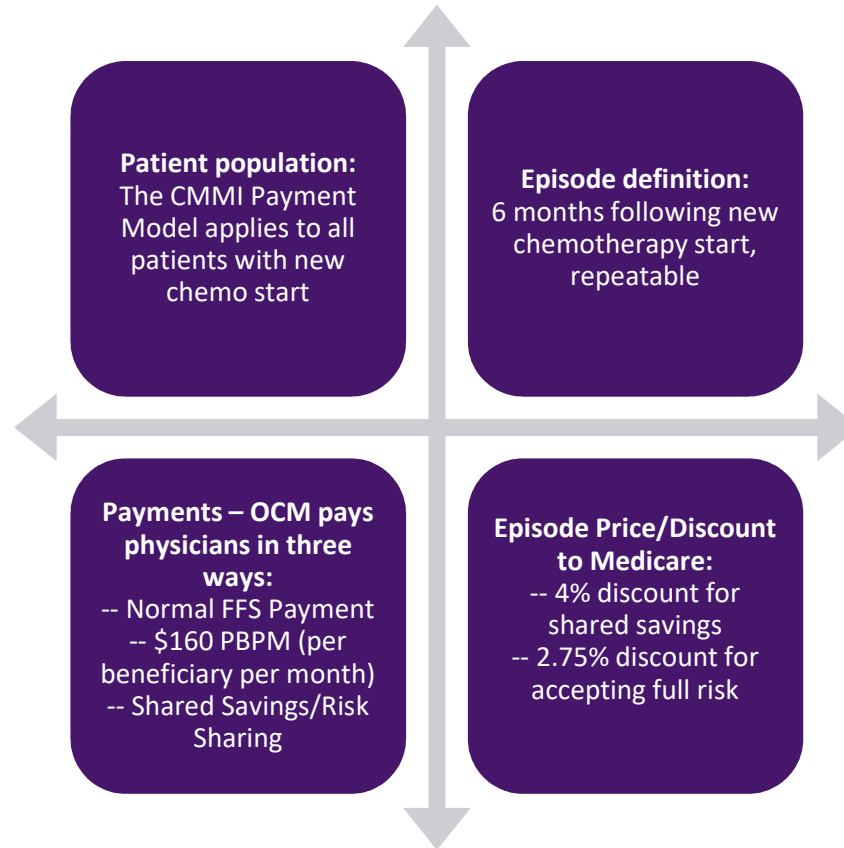 Patient population:
The CMMI Payment
Model applies to all
patients with new
chemo start
Episode definition:
6 months following new
chemotherapy start,
repeatable
Payments – OCM pays
physicians in three
ways:
-- Normal FFS Payment
-- $160 PBPM (per
beneficiary per month)
-- Shared Savings/Risk
Sharing
Episode Price/Discount
to Medicare:
-- 4% discount for
shared savings
-- 2.75% discount for
accepting full risk